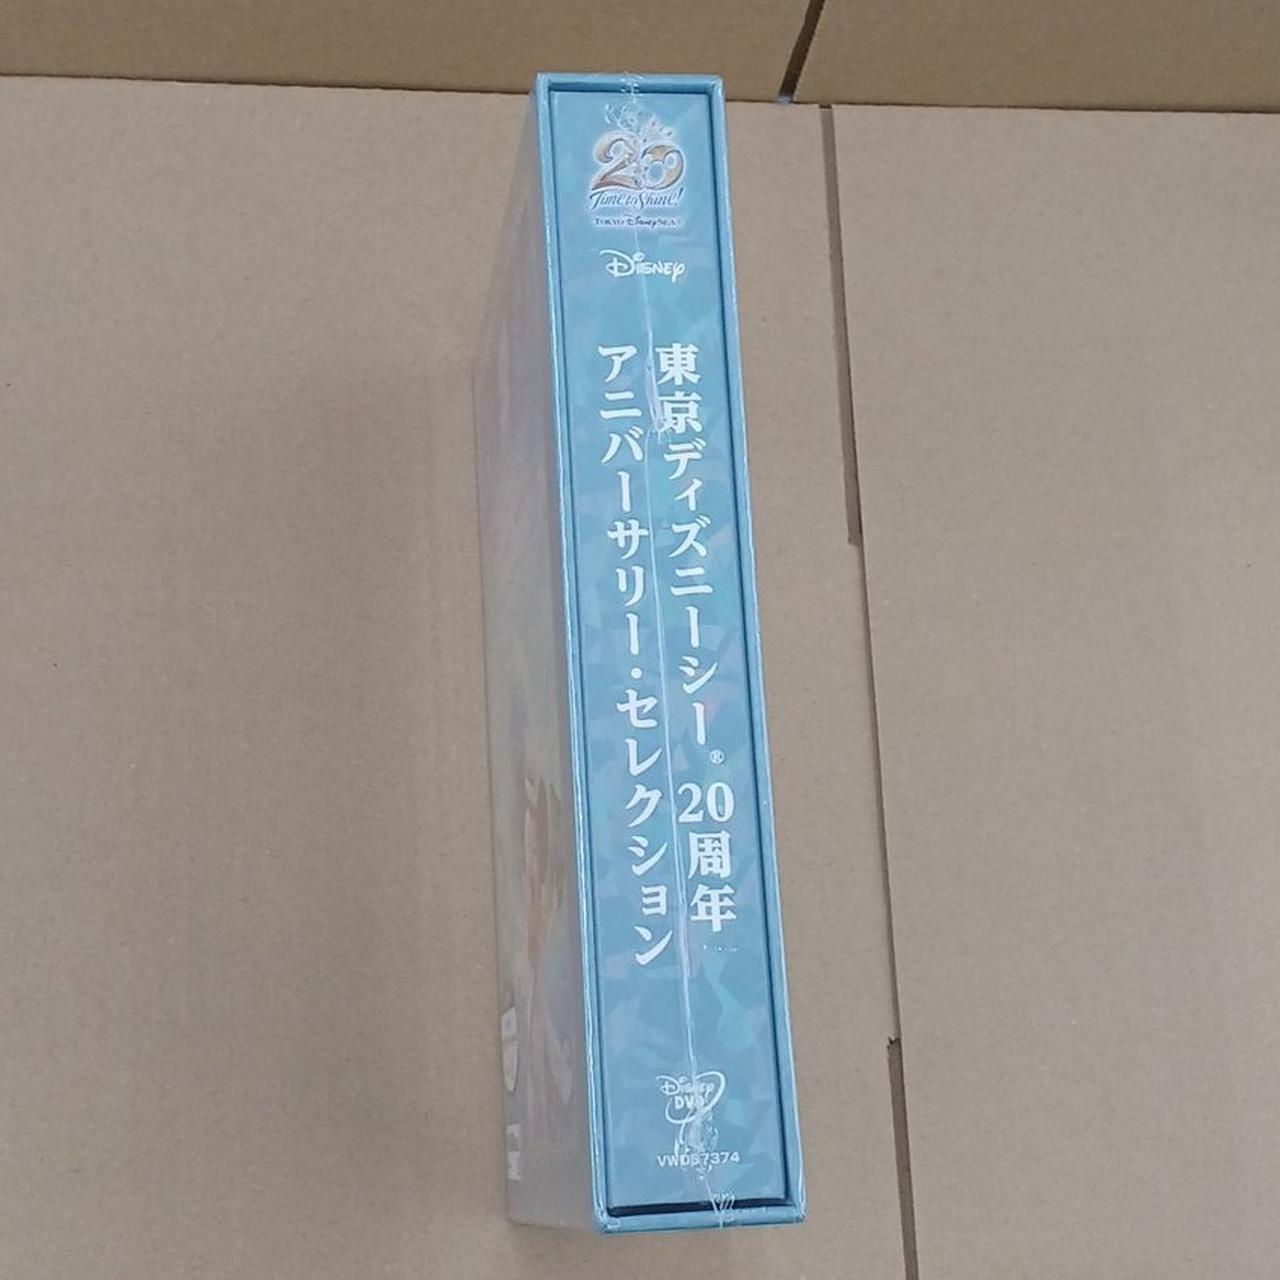 20
Time to Shine!
TOKYO DisneySEA
Disney
東京ディズニーシー® 20周年
アニバーサリー・セレクション
Disney
DVD
VWDS7374